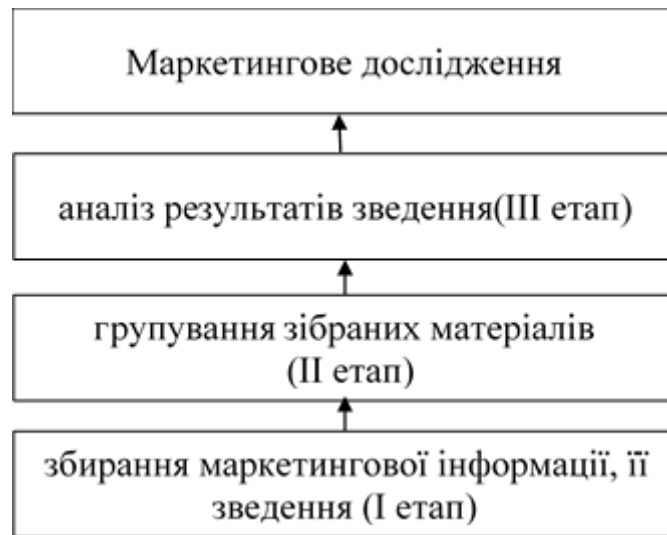 Маркетингове дослідження
аналіз результатів зведення(III етап)
групування зібраних матеріалів
(II етап)
збирання маркетингової інформації, її
зведення (I етап)